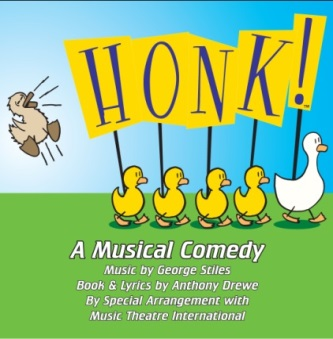 HONK!
A Musical Comedy
Music by George Stiles
Book & Lyrics by Anthony Drewe
By Special Arrangement with
Music Theatre International